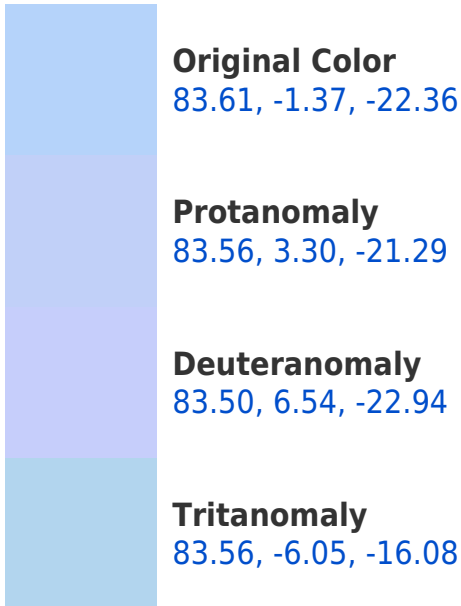 Original Color
83.61, -1.37, -22.36
Protanomaly
83.56, 3.30, -21.29
Deuteranomaly
83.50, 6.54, -22.94
Tritanomaly
83.56, -6.05, -16.08